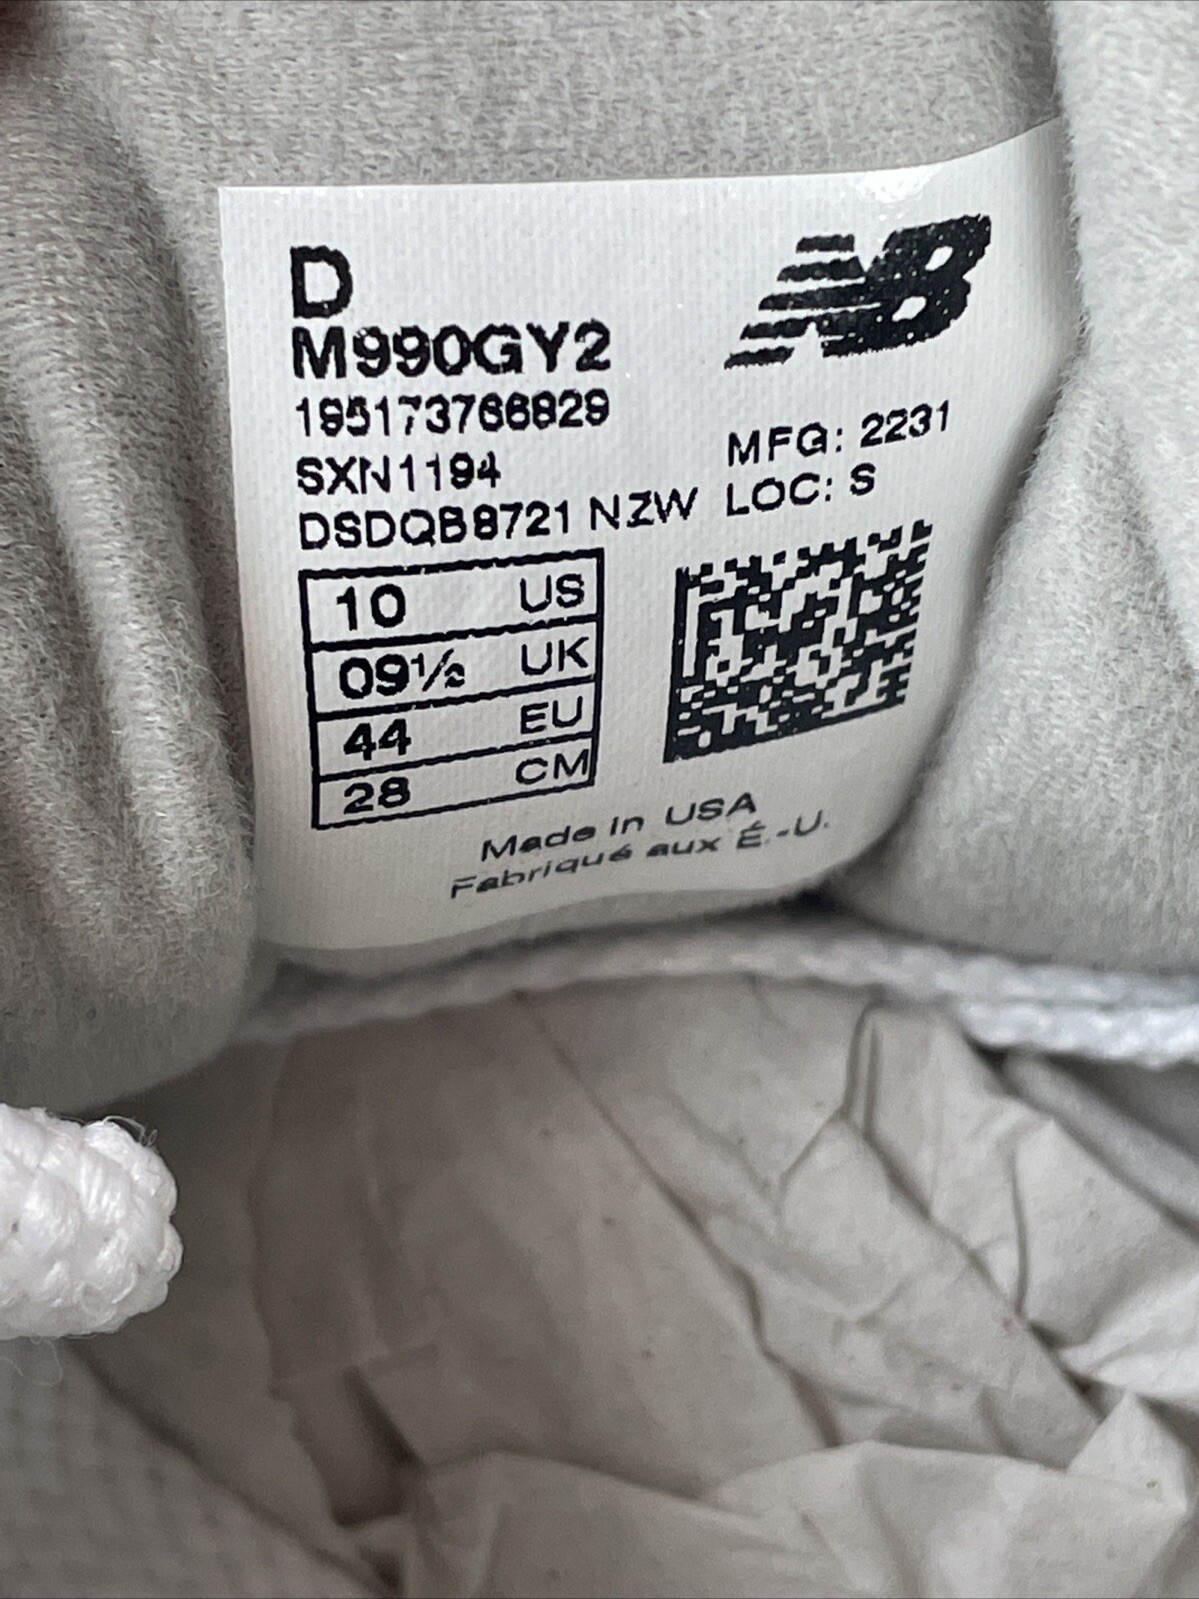 D
NB
M990GY2
195173766829
SXN1194
DSDQB8721 NZW
MFG: 2231
LOC: S
10 US
09½ UK
44 EU
28 CM
Made in USA
Fabriqué aux É.-U.